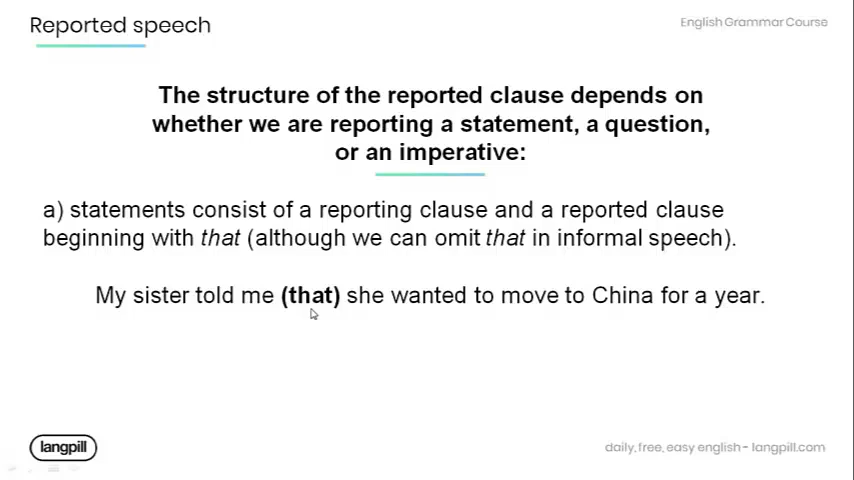 Reported speech
English Grammar Course
The structure of the reported clause depends on
whether we are reporting a statement, a question,
or an imperative:
a) statements consist of a reporting clause and a reported clause
beginning with that (although we can omit that in informal speech).
My sister told me (that) she wanted to move to China for a year.
langpill
daily, free, easy english - langpill.com